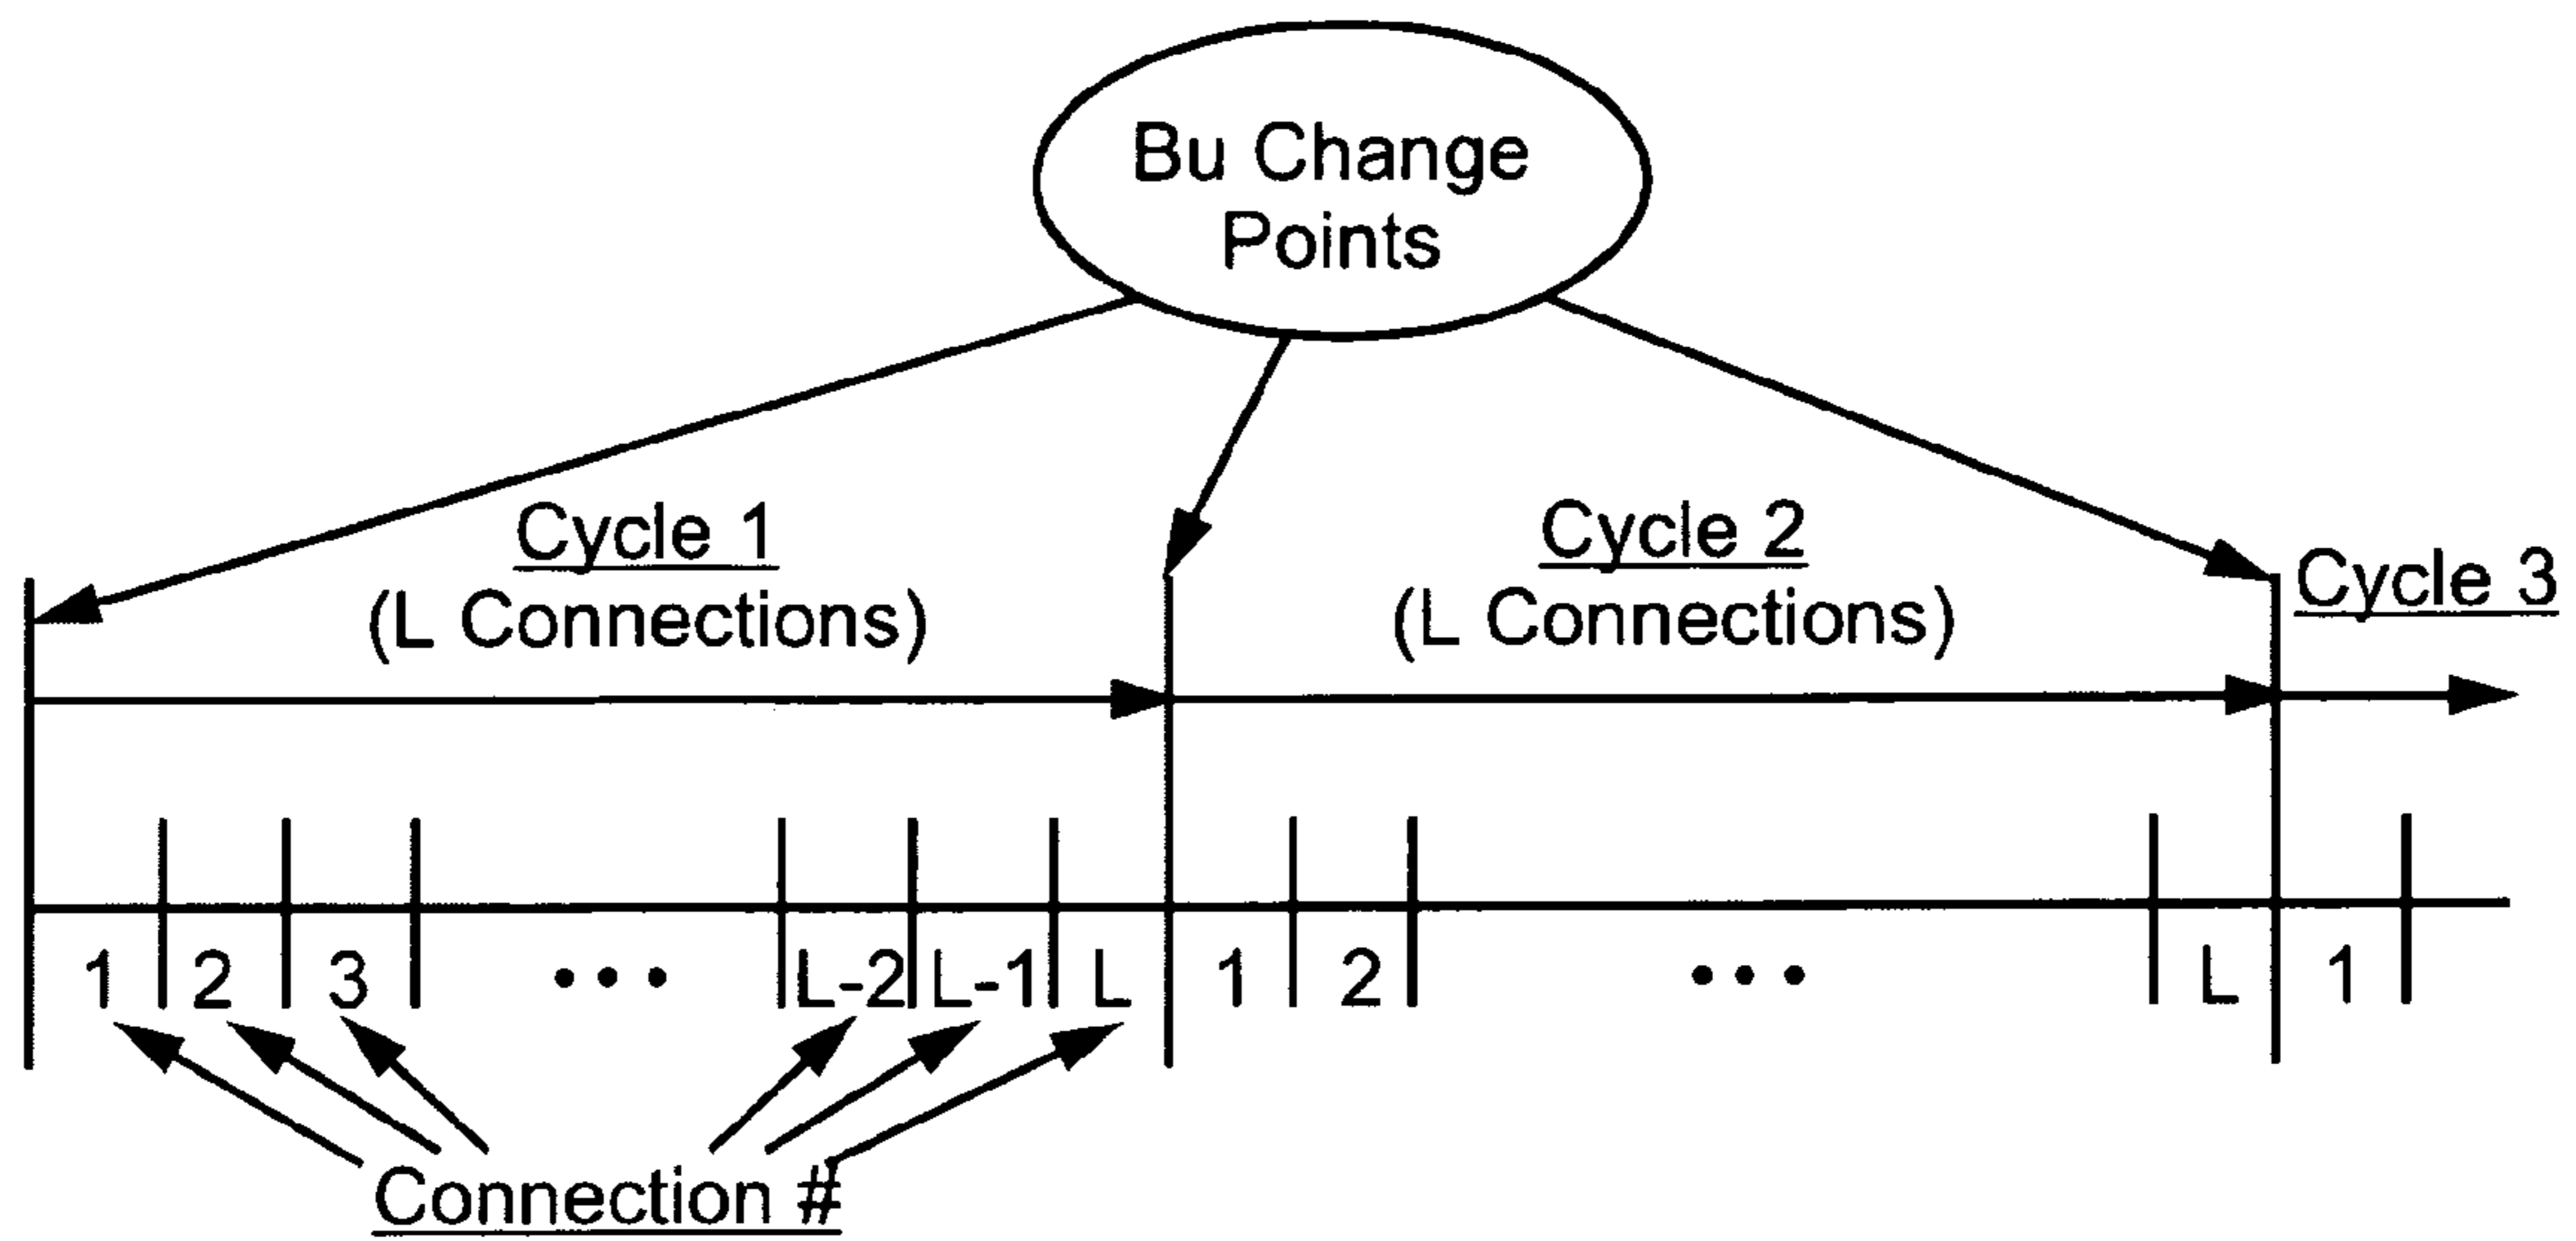 Bu Change
Points
Cycle 1
(L Connections)
Cycle 2
(L Connections)
Cycle 3
1 2 3 ••• L-2 L-1 L 1 2 ••• L 1
Connection #